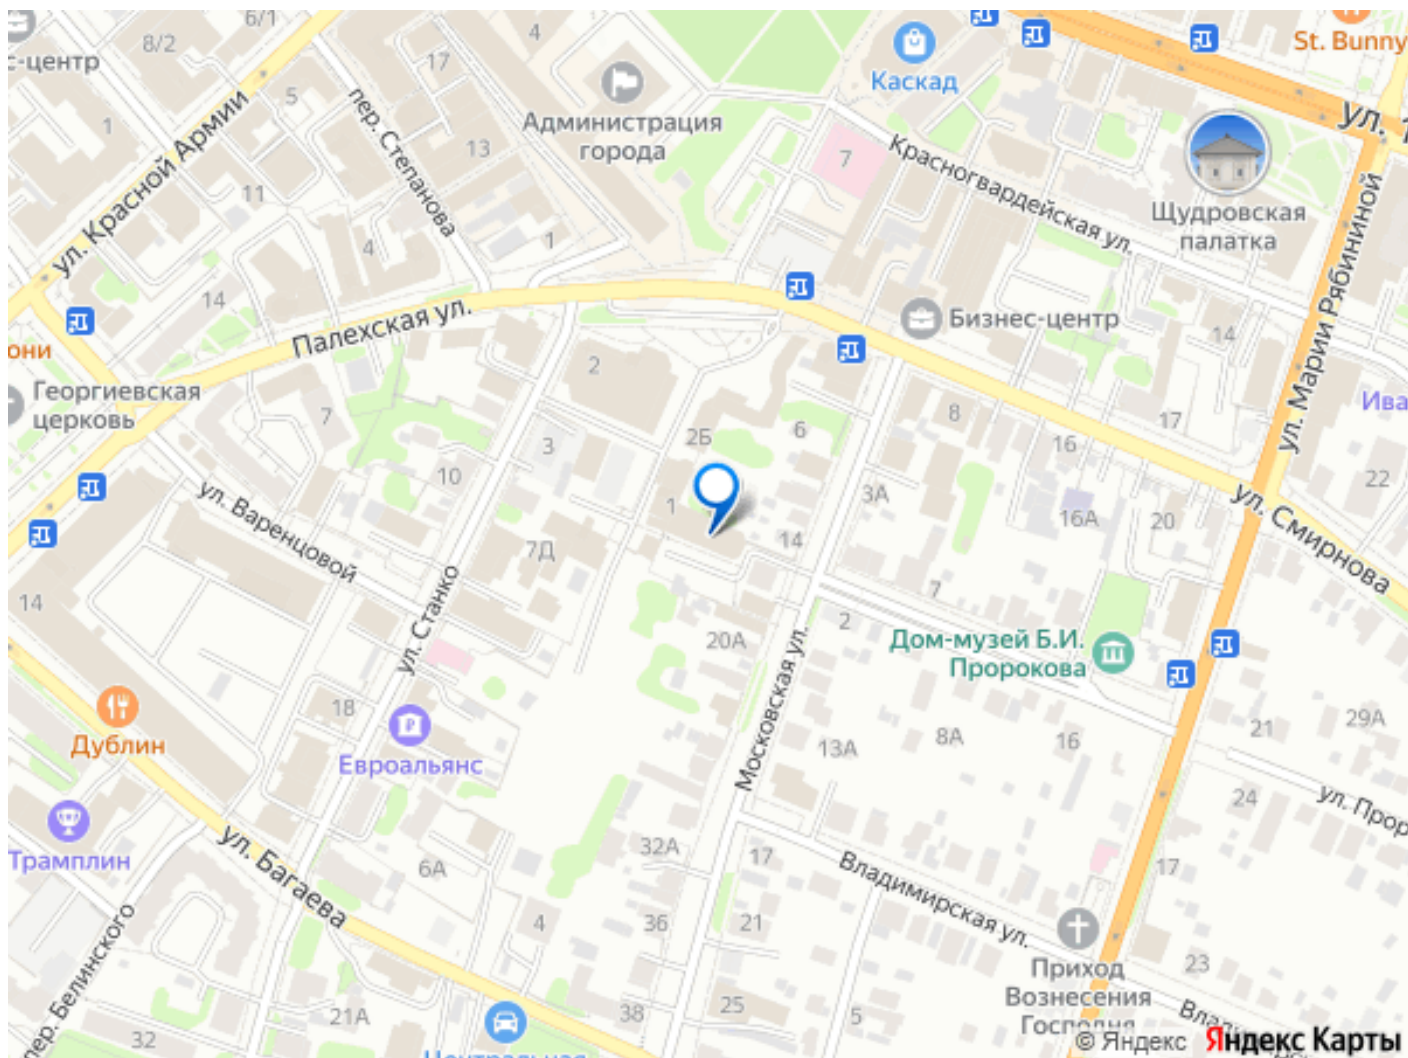 6/1
8/2
с-центр
4
17
5
1
пер. Степанова
ул. Красной Армии
13
11
Администрация
города
Каскад
St. Bunny
ул. 1
7
Красногвардейская ул.
Щудровская
палатка
ул. Марии Рябининой
1
4
14
Палехская ул.
Бизнес-центр
14
они
Георгиевская
церковь
2
7
3
2Б
6
8
17
16
Ива
22
10
ул. Варенцовой
1
3А
16А
20
ул. Смирнова
7Д
14
14
ул. Станко
7
2
20А
Дом-музей Б.И.
Пророкова
Московская ул.
18
Дублин
Евроальянс
13А
8А
16
21
29А
24
ул. Прор
Трамплин
ул. Багаева
6А
32А
17
Владимирская ул.
17
4
36
21
пер. Белинского
Приход
Вознесения
Господня
23
32
21А
38
25
5
Центральная
© Яндекс Яндекс Карты